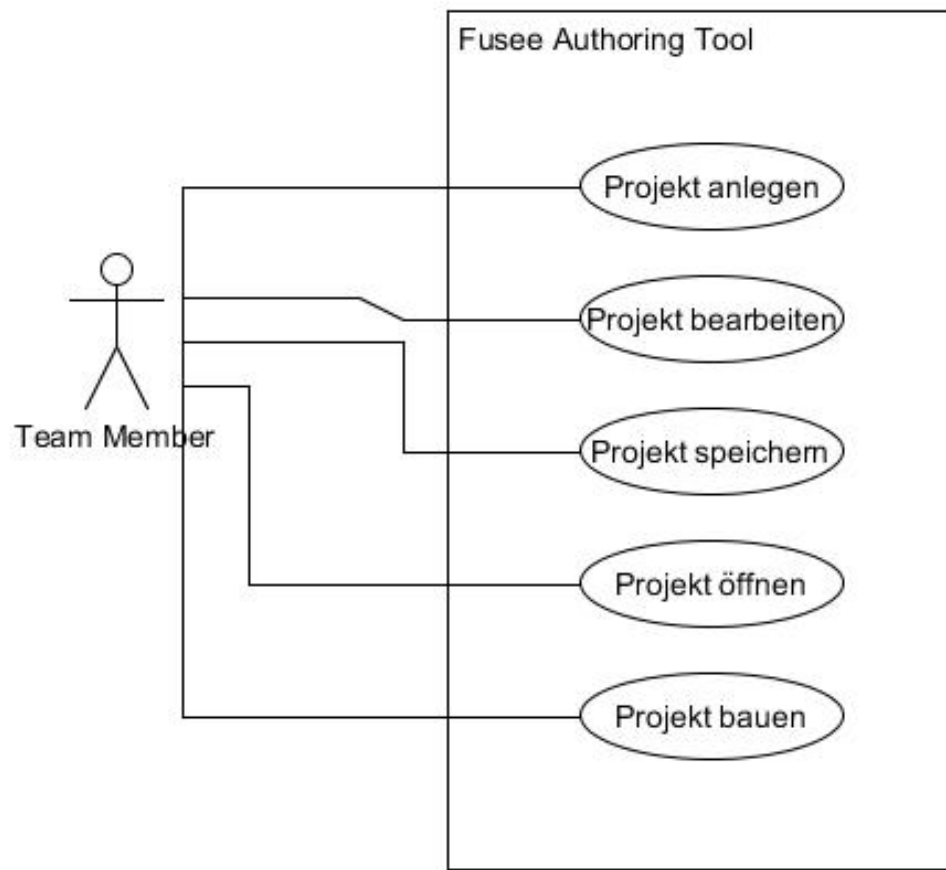 Fusee Authoring Tool
Projekt anlegen
Projekt bearbeiten
Team Member
Projekt speichern
Projekt öffnen
Projekt bauen